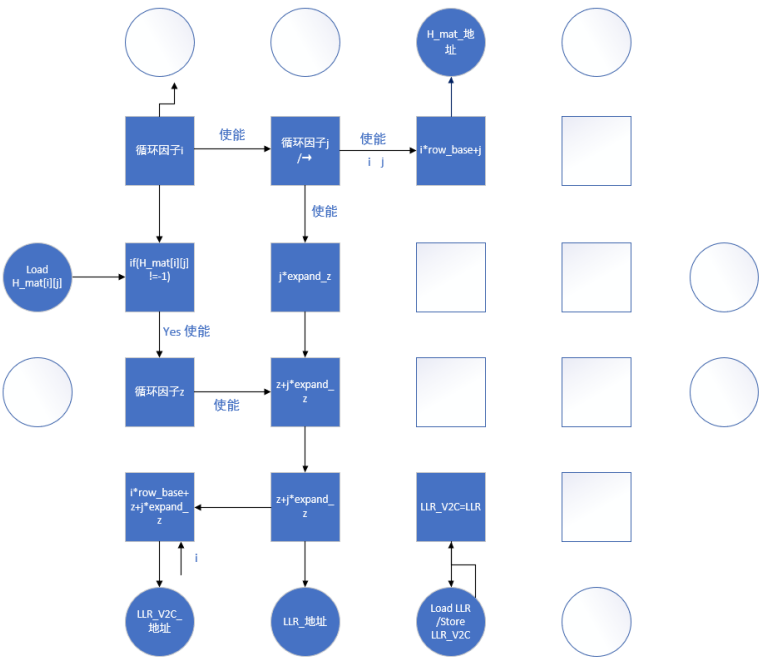 H_mat_地
址
循环因子i
使能
循环因子j
/→
使能
i j
i*row_base+j
使能
Load
H_mat[i][j]
if(H_mat[i][j]
!=-1)
j*expand_z
Yes 使能
循环因子z
使能
z+j*expand_
z
i*row_base+
z+j*expand_
z
z+j*expand_
z
LLR_V2C=LLR
i
LLR_V2C_
地址
LLR_地址
Load LLR
/Store
LLR_V2C